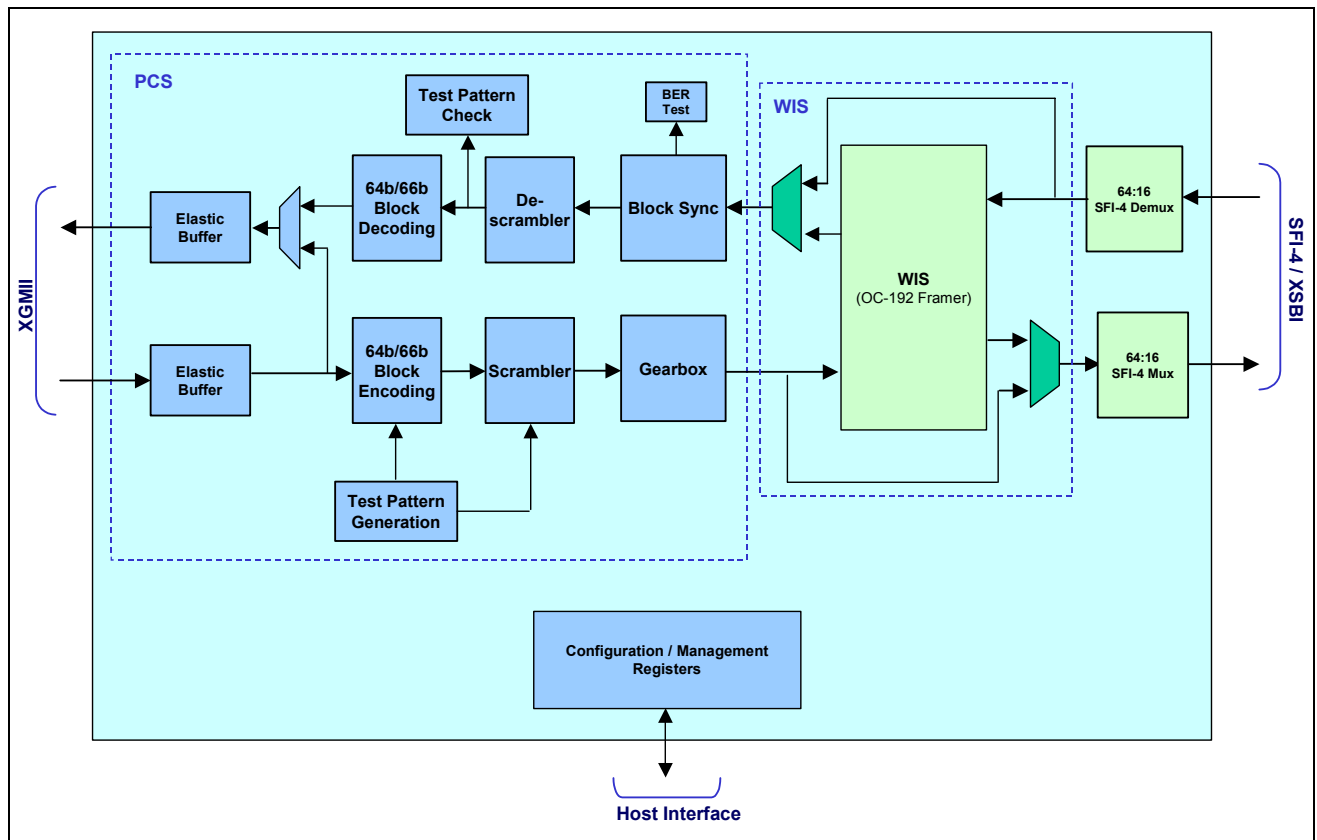 PCS
Test Pattern
Check
BER
Test
WIS
Elastic
Buffer
64b/66b
Block
Decoding
De-
scrambler
Block Sync
WIS
(OC-192 Framer)
64:16
SFI-4 Demux
XGMII
SFI-4 / XSBI
Elastic
Buffer
64b/66b
Block
Encoding
Scrambler
Gearbox
64:16
SFI-4 Mux
Test Pattern
Generation
Configuration / Management
Registers
Host Interface